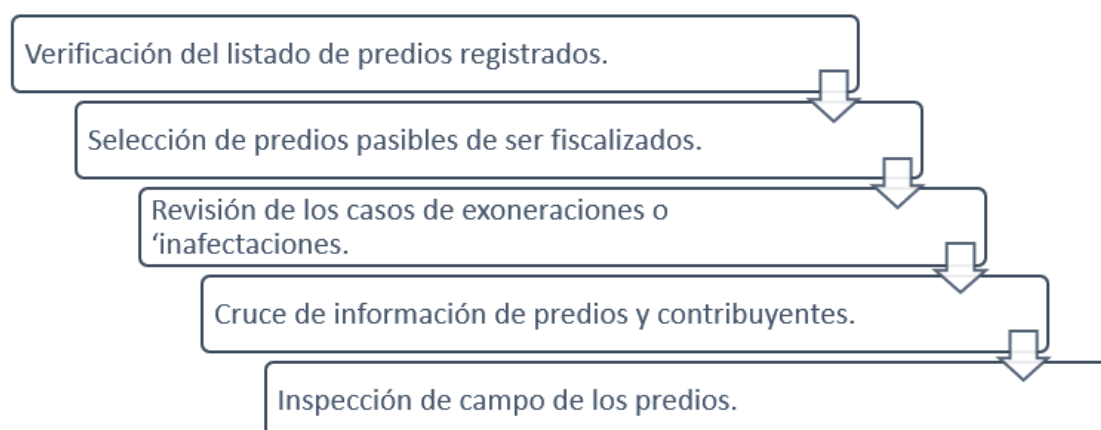 Verificación del listado de predios registrados.
Selección de predios pasibles de ser fiscalizados.
Revisión de los casos de exoneraciones o
‘inafectaciones.
Cruce de información de predios y contribuyentes.
Inspección de campo de los predios.